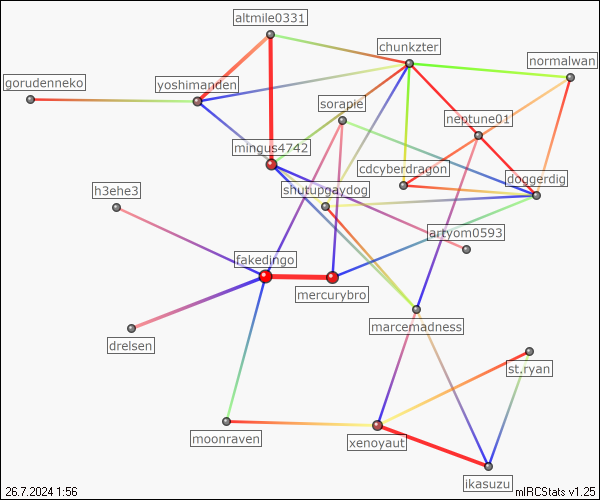 altmile0331
chunkzter
normalwan
gorudenneko
yoshimanden
sorapie
neptune01
mingus4742
cdcyberdragon
doggerdig
h3ehe3
shutupgaydog
artyom0593
fakedingo
mercurybro
marcemadness
drelsen
st.ryan
moonraven
xenoyaut
ikasuzu
26.7.2024 1:56
mIRCStats v1.25